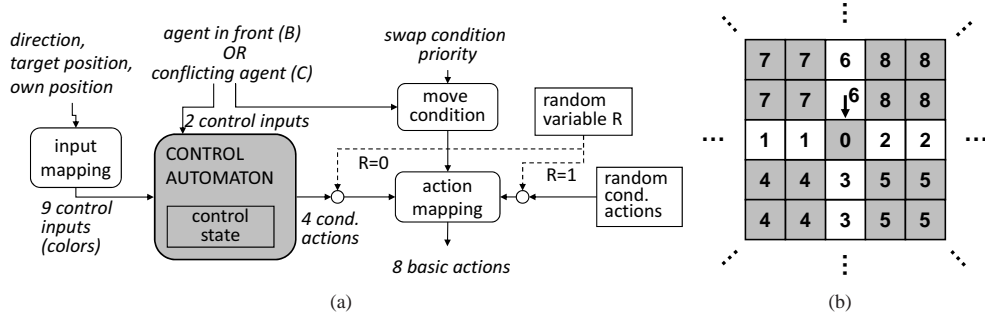 direction,
target position,
own position
agent in front (B)
OR
conflicting agent (C)
swap condition
priority
2 control inputs
move
condition
random
variable R
input
mapping
CONTROL
AUTOMATON
control
state
R=0
R=1
action
mapping
random
cond.
actions
9 control
inputs
(colors)
4 cond.
actions
8 basic actions
(a)
7 7 6 8 8
7 7 6 8 8
... 1 1 0 2 2 ...
4 4 3 5 5
4 4 3 5 5
(b)